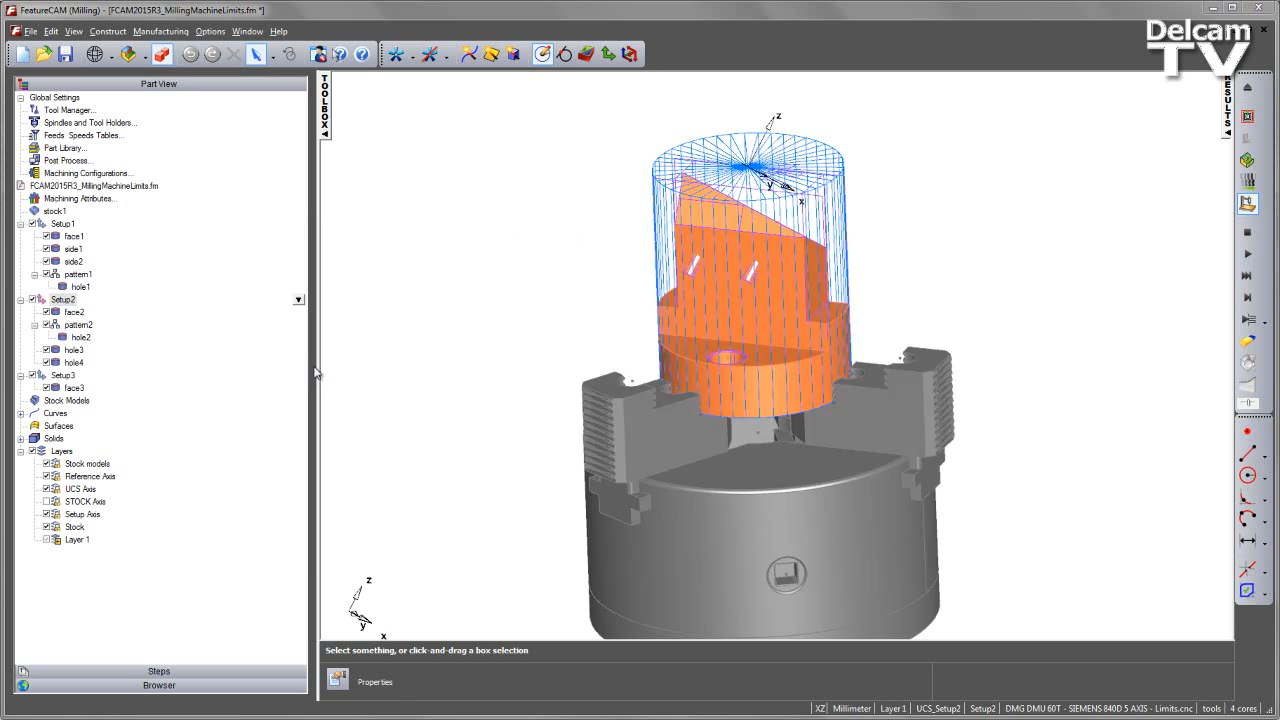 FeatureCAM (Milling) - [FCAM2015R3_MillingMachineLimits.fm *]
File Edit View Construct Manufacturing Options Window Help
Delcam
TV
Part View
Global Settings
Tool Manager...
Spindles and Tool Holders...
Feeds Speeds Tables...
Part Library...
Post Process...
Machining Configurations...
FCAM2015R3_MillingMachineLimits.fm
Machining Attributes...
stock1
Setup1
face1
side1
side2
pattern1
hole1
Setup2
face2
pattern2
hole2
hole3
hole4
Setup3
face3
Stock Models
Curves
Surfaces
Solids
Layers
Stock models
Reference Axis
UCS Axis
STOCK Axis
Setup Axis
Stock
Layer 1
Steps
Browser
TOOLBOX
RESULTS
z
y
x
z
y
x
Select something, or click-and-drag a box selection
Properties
XZ Millimeter Layer 1 UCS_Setup2 Setup2 DMG DMU 60T - SIEMENS 840D 5 AXIS - Limits.cnc tools 4 cores